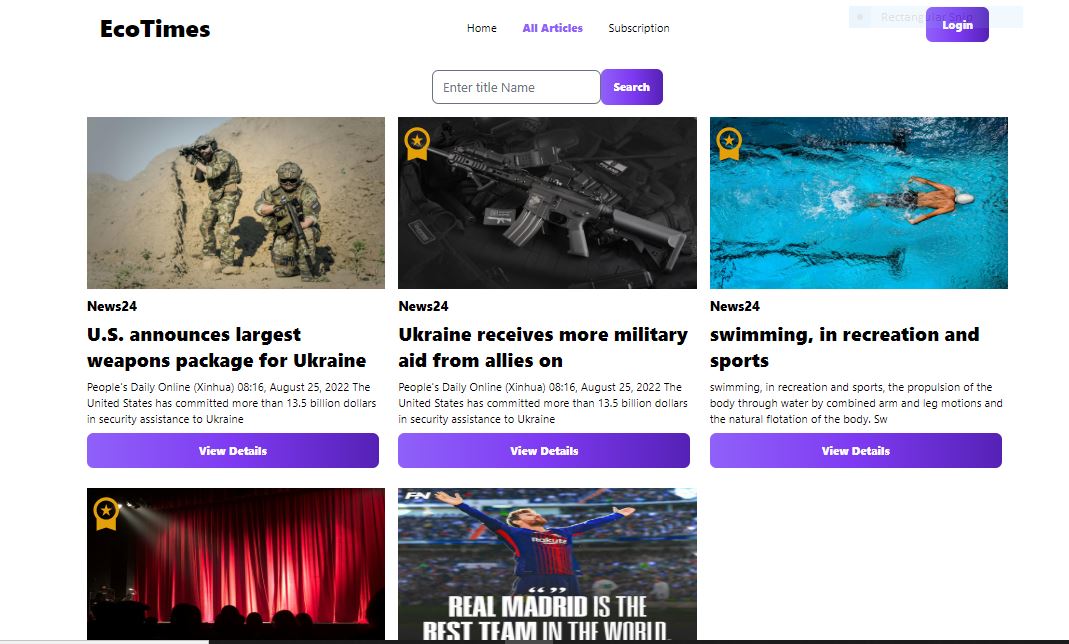 EcoTimes
Home
All Articles
Subscription
Rectangular Snip
Login
Enter title Name
Search
News24
U.S. announces largest
weapons package for Ukraine
People's Daily Online (Xinhua) 08:16, August 25, 2022 The
United States has committed more than 13.5 billion dollars
in security assistance to Ukraine
View Details
News24
Ukraine receives more military
aid from allies on
People's Daily Online (Xinhua) 08:16, August 25, 2022 The
United States has committed more than 13.5 billion dollars
in security assistance to Ukraine
View Details
News24
swimming, in recreation and
sports
swimming, in recreation and sports, the propulsion of the
body through water by combined arm and leg motions and
the natural flotation of the body. Sw
View Details
FN
Rakuten
REAL MADRID IS THE
BEST TEAM IN THE WORLD.